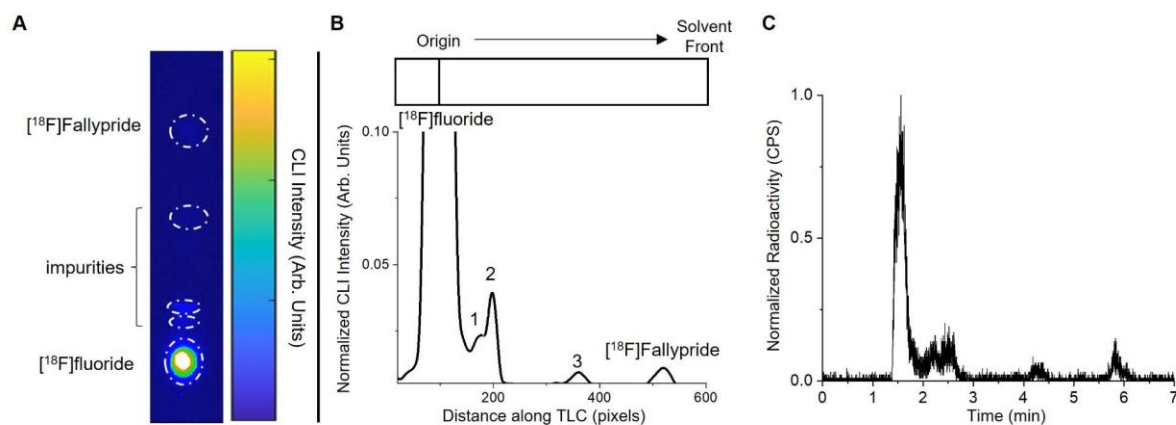 A
[¹⁸F]Fallypride
impurities
[¹⁸F]fluoride
CLI Intensity (Arb. Units)
B
Origin
Solvent
Front
[¹⁸F]fluoride
0.10
0.05
Normalized CLI Intensity (Arb. Units)
1
2
3
[¹⁸F]Fallypride
200
400
600
Distance along TLC (pixels)
C
1.0
0.5
0.0
Normalized Radioactivity (CPS)
0 1 2 3 4 5 6 7
Time (min)